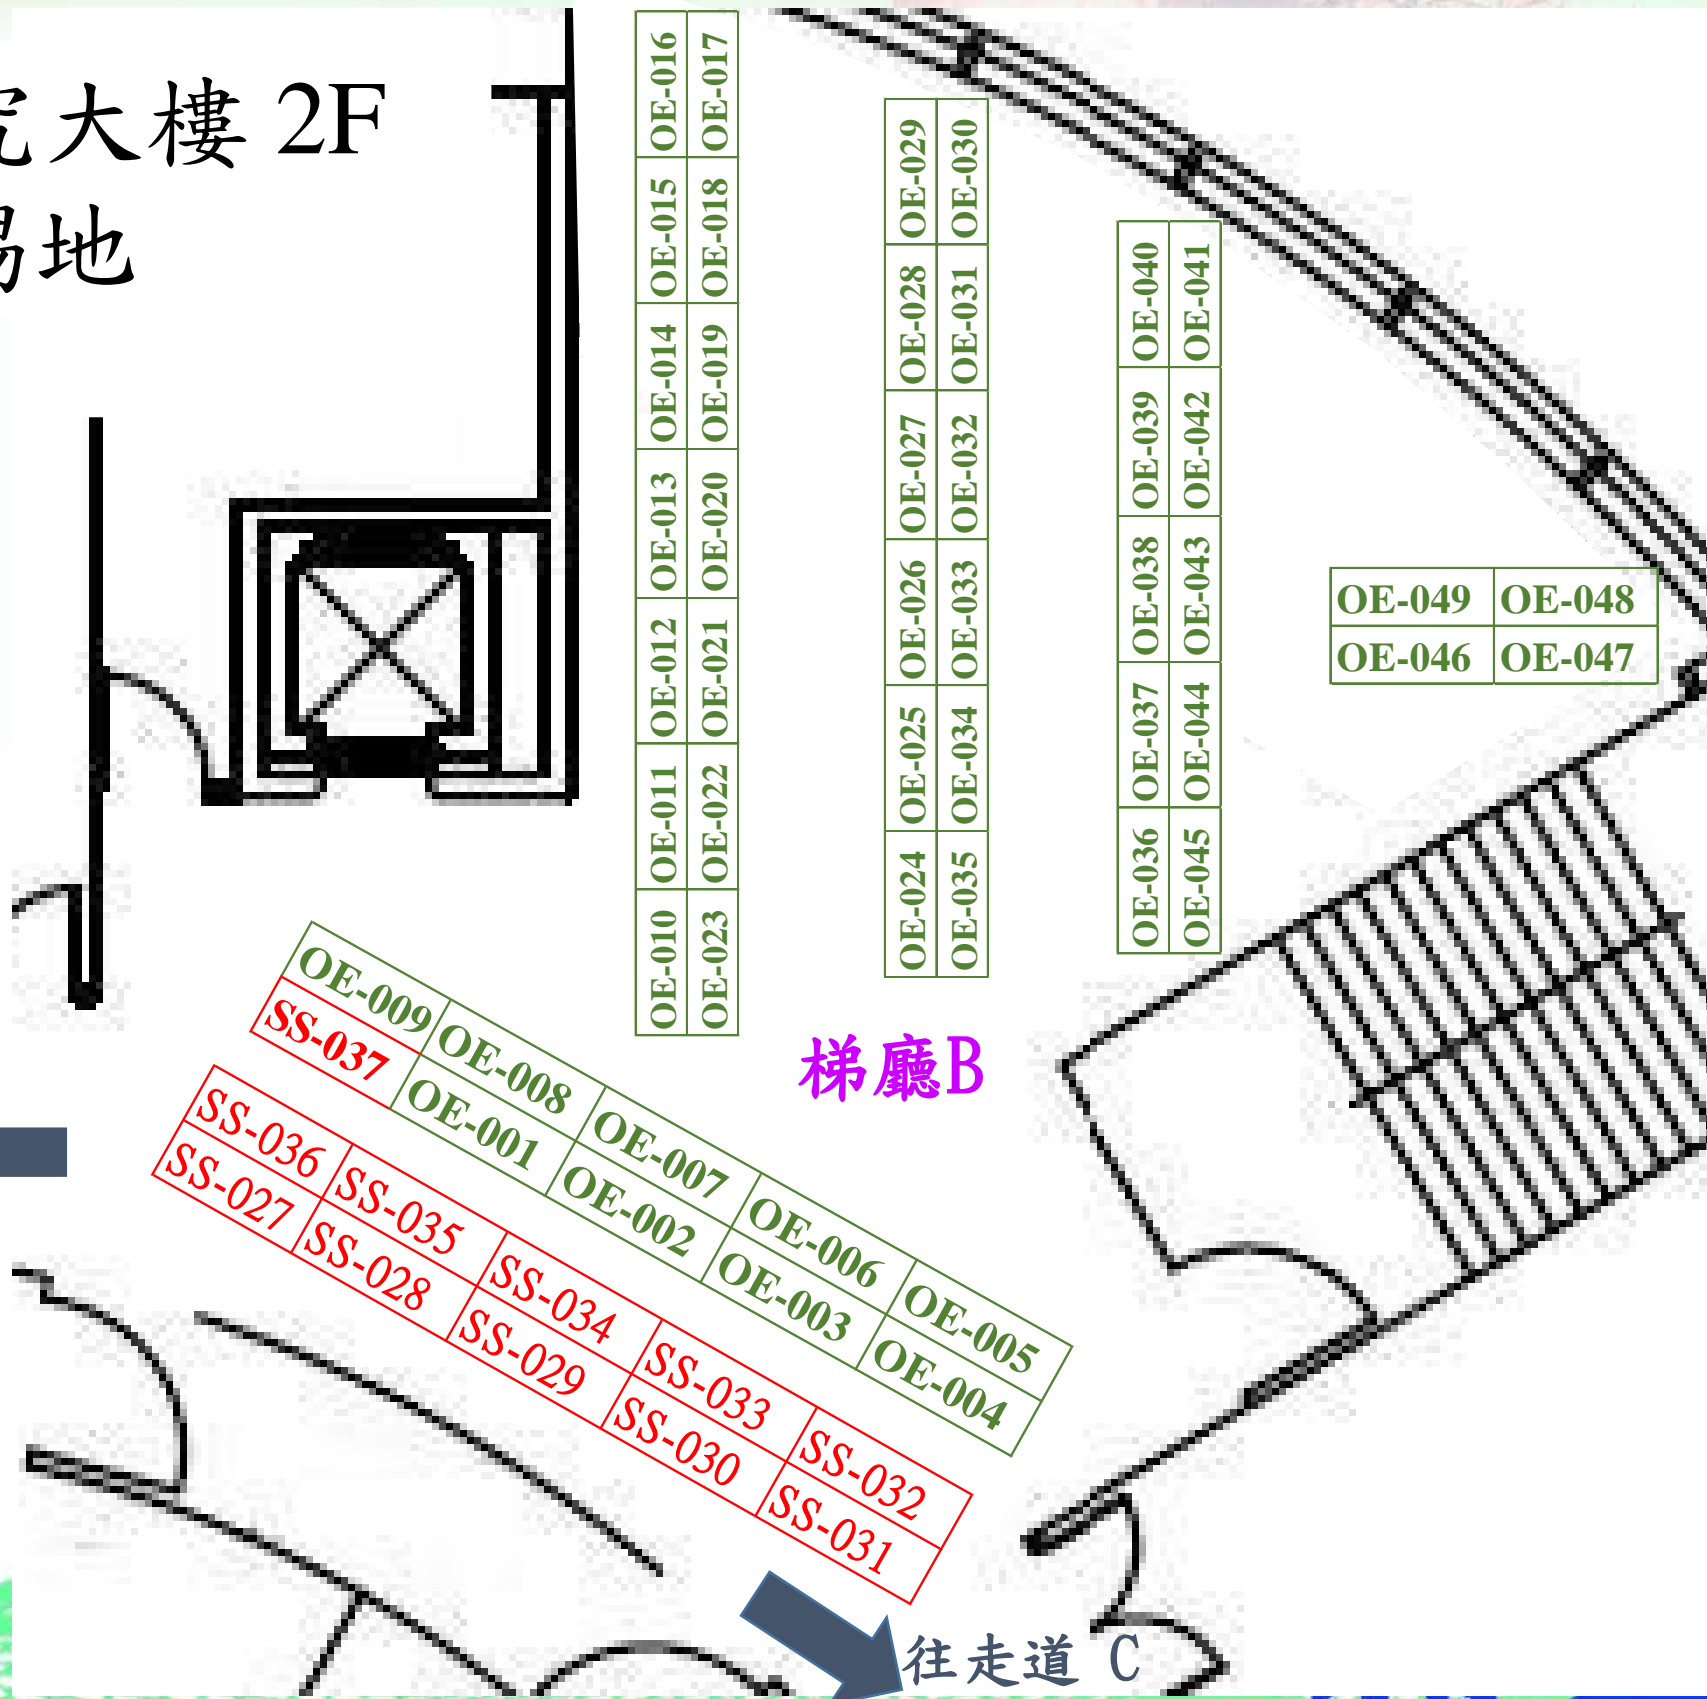 大樓 2F
地
OE-016 OE-017
OE-015 OE-018
OE-014 OE-019
OE-013 OE-020
OE-012 OE-021
OE-011 OE-022
OE-010 OE-023
OE-029 OE-030
OE-028 OE-031
OE-027 OE-032
OE-026 OE-033
OE-025 OE-034
OE-024 OE-035
OE-040 OE-041
OE-039 OE-042
OE-038 OE-043
OE-037 OE-044
OE-036 OE-045
OE-049 OE-048
OE-046 OE-047
梯廳B
OE-009 OE-008 OE-007 OE-006 OE-005
SS-037 OE-001 OE-002 OE-003 OE-004
SS-036 SS-035 SS-034 SS-033 SS-032
SS-027 SS-028 SS-029 SS-030 SS-031
往走道 C